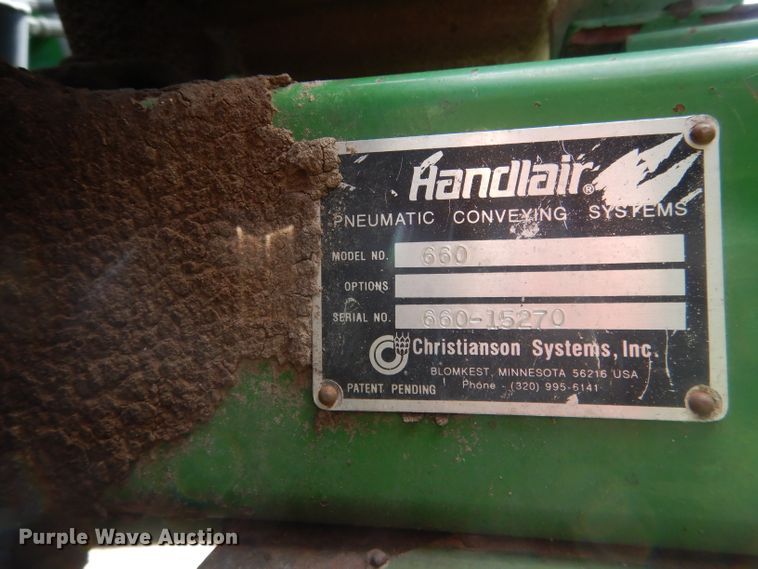 Handlair®
PNEUMATIC CONVEYING SYSTEMS
MODEL NO. 660
OPTIONS
SERIAL NO. 660-15270
Christianson Systems, Inc.
BLOMKEST, MINNESOTA 56216 USA
PATENT PENDING Phone - (320) 995-6141
Purple Wave Auction